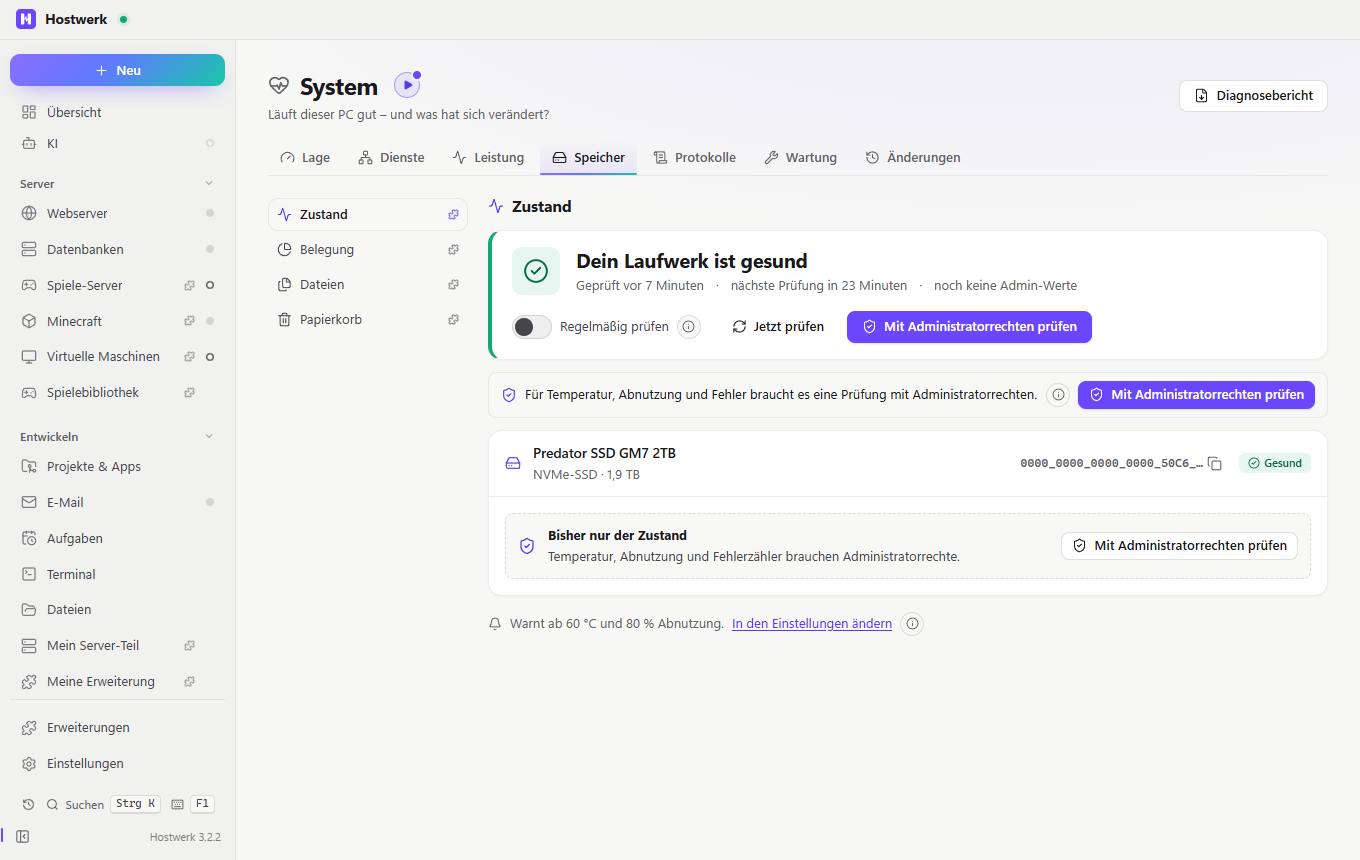 Hostwerk
Neu
Übersicht
KI
Server
Webserver
Datenbanken
Spiele-Server
Minecraft
Virtuelle Maschinen
Spielebibliothek
Entwickeln
Projekte & Apps
E-Mail
Aufgaben
Terminal
Dateien
Mein Server-Teil
Meine Erweiterung
Erweiterungen
Einstellungen
Suchen Strg K F1
Hostwerk 3.2.2
System
Läuft dieser PC gut – und was hat sich verändert?
Diagnosebericht
Lage Dienste Leistung Speicher Protokolle Wartung Änderungen
Zustand
Belegung
Dateien
Papierkorb
Zustand
Dein Laufwerk ist gesund
Geprüft vor 7 Minuten · nächste Prüfung in 23 Minuten · noch keine Admin-Werte
Regelmäßig prüfen Jetzt prüfen Mit Administratorrechten prüfen
Für Temperatur, Abnutzung und Fehler braucht es eine Prüfung mit Administratorrechten. Mit Administratorrechten prüfen
Predator SSD GM7 2TB
NVMe-SSD · 1,9 TB
0000_0000_0000_0000_50C6_… Gesund
Bisher nur der Zustand
Temperatur, Abnutzung und Fehlerzähler brauchen Administratorrechte.
Mit Administratorrechten prüfen
Warnt ab 60 °C und 80 % Abnutzung. In den Einstellungen ändern